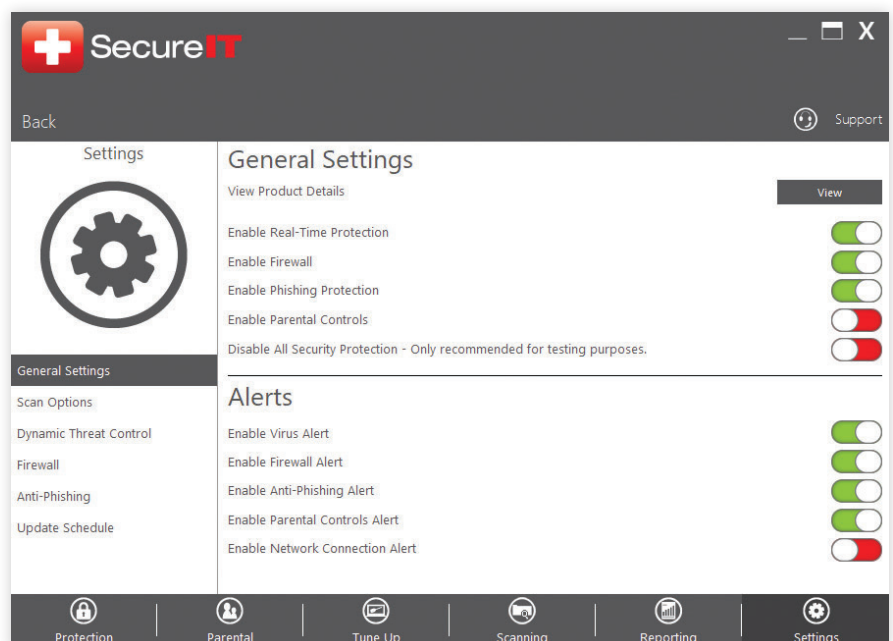 SecureIT
_ X
Back
Support
Settings
General Settings
View Product Details
View
Enable Real-Time Protection
Enable Firewall
Enable Phishing Protection
Enable Parental Controls
Disable All Security Protection - Only recommended for testing purposes.
General Settings
Scan Options
Dynamic Threat Control
Firewall
Anti-Phishing
Update Schedule
Alerts
Enable Virus Alert
Enable Firewall Alert
Enable Anti-Phishing Alert
Enable Parental Controls Alert
Enable Network Connection Alert
Protection
Parental
Tune Up
Scanning
Reporting
Settings